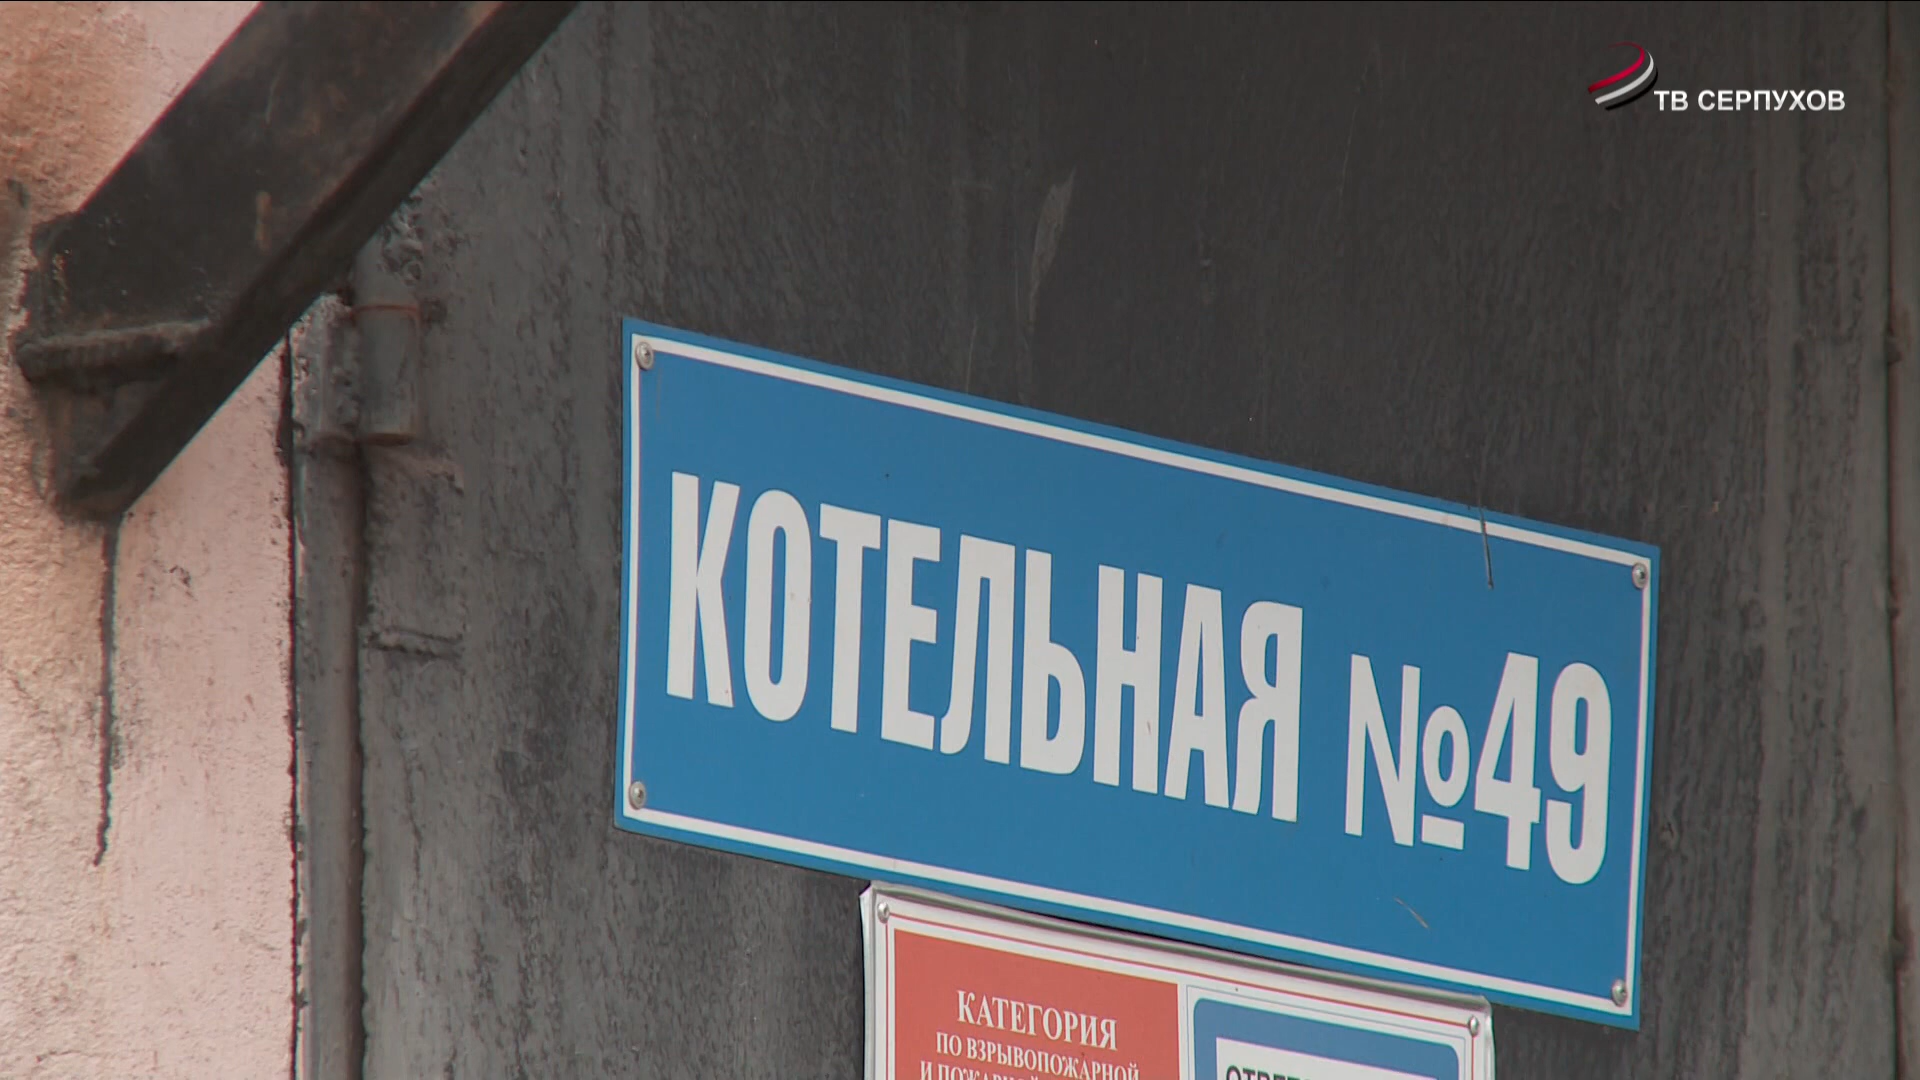 ТВ СЕРПУХОВ
КОТЕЛЬНАЯ №49
КАТЕГОРИЯ
ПО ВЗРЫВОПОЖАРНОЙ
И